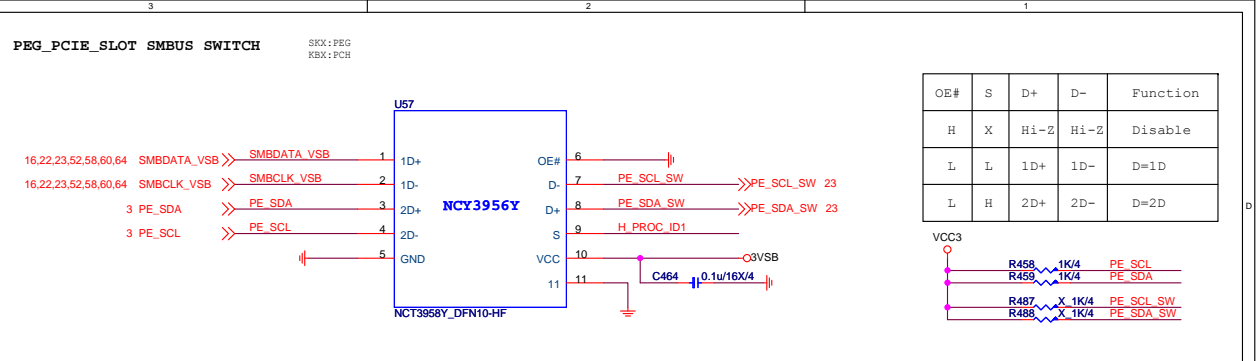 3 2 1
PEG_PCIE_SLOT SMBUS SWITCH
SKX:PEG
KBX:PCH
U57
16,22,23,52,58,60,64 SMBDATA_VSB SMBDATA_VSB 1 1D+ OE# 6
16,22,23,52,58,60,64 SMBCLK_VSB SMBCLK_VSB 2 1D- D- 7 PE_SCL_SW PE_SCL_SW 23
3 PE_SDA PE_SDA 3 2D+ NCY3956Y D+ 8 PE_SDA_SW PE_SDA_SW 23
3 PE_SCL PE_SCL 4 2D- S 9 H_PROC_ID1
5 GND VCC 10 3VSB
C464 0.1u/16X/4
11 11
NCT3958Y_DFN10-HF
OE# S D+ D- Function
H X Hi-Z Hi-Z Disable
L L 1D+ 1D- D=1D
L H 2D+ 2D- D=2D
D
VCC3
R458 1K/4 PE_SCL
R459 1K/4 PE_SDA
R487 X_1K/4 PE_SCL_SW
R488 X_1K/4 PE_SDA_SW